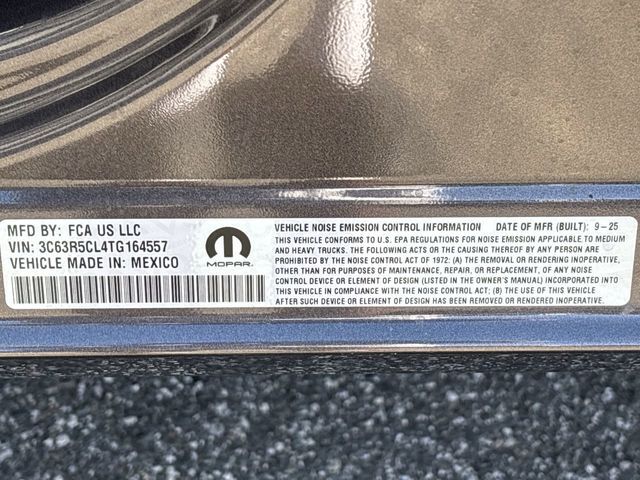 MFD BY: FCA US LLC
VIN: 3C63R5CL4TG164557
VEHICLE MADE IN: MEXICO
MOPAR
VEHICLE NOISE EMISSION CONTROL INFORMATION DATE OF MFR (BUILT): 9-25
THIS VEHICLE CONFORMS TO U.S. EPA REGULATIONS FOR NOISE EMISSION APPLICABLE TO MEDIUM
AND HEAVY TRUCKS. THE FOLLOWING ACTS OR THE CAUSING THEREOF BY ANY PERSON ARE
PROHIBITED BY THE NOISE CONTROL ACT OF 1972: (A) THE REMOVAL OR RENDERING INOPERATIVE,
OTHER THAN FOR PURPOSES OF MAINTENANCE, REPAIR, OR REPLACEMENT, OF ANY NOISE
CONTROL DEVICE OR ELEMENT OF DESIGN (LISTED IN THE OWNER'S MANUAL) INCORPORATED INTO
THIS VEHICLE IN COMPLIANCE WITH THE NOISE CONTROL ACT; (B) THE USE OF THIS VEHICLE
AFTER SUCH DEVICE OR ELEMENT OF DESIGN HAS BEEN REMOVED OR RENDERED INOPERATIVE.